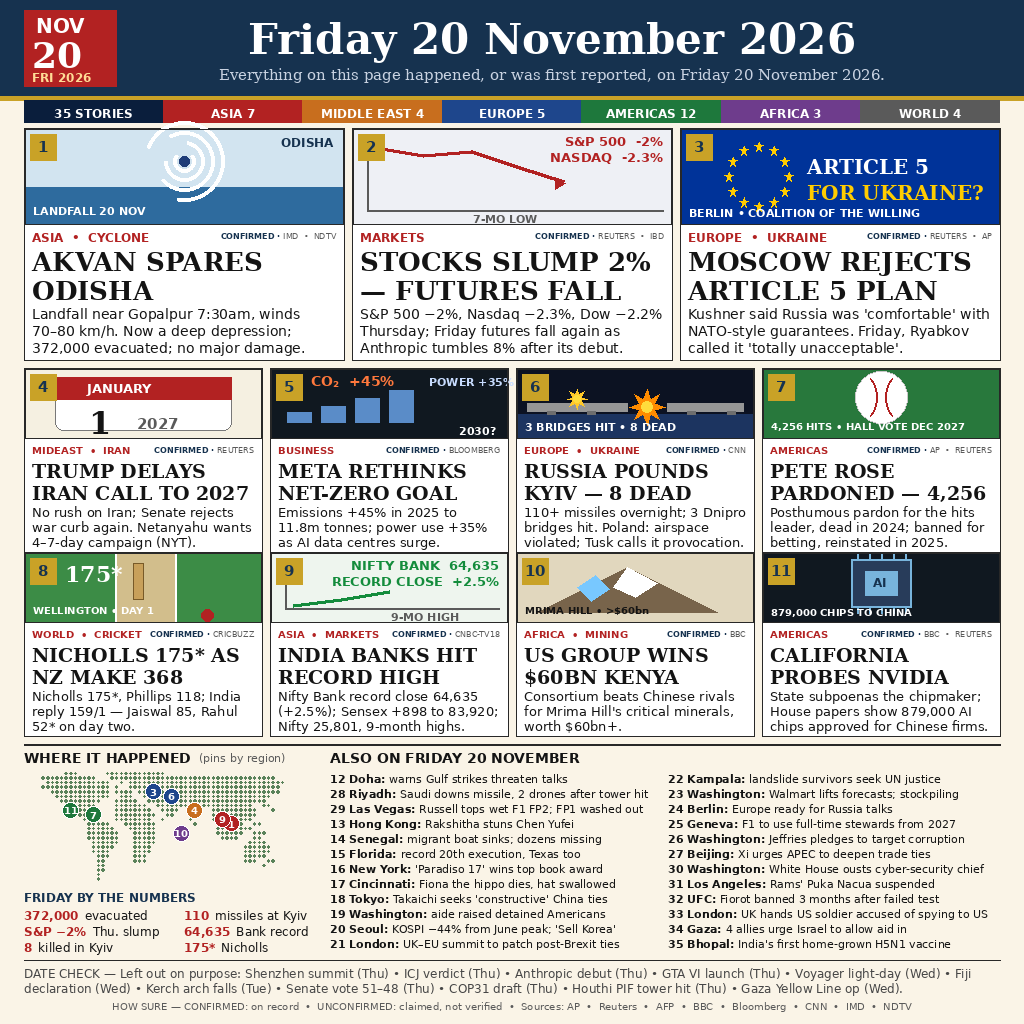 NOV
20
FRI 2026
Friday 20 November 2026
Everything on this page happened, or was first reported, on Friday 20 November 2026.
35 STORIES
ASIA 7
MIDDLE EAST 4
EUROPE 5
AMERICAS 12
AFRICA 3
WORLD 4
1
ODISHA
LANDFALL 20 NOV
ASIA • CYCLONE
CONFIRMED · IMD • NDTV
AKVAN SPARES
ODISHA
Landfall near Gopalpur 7:30am, winds
70–80 km/h. Now a deep depression;
372,000 evacuated; no major damage.
2
S&P 500 -2%
NASDAQ -2.3%
7-MO LOW
MARKETS
CONFIRMED · REUTERS • IBD
STOCKS SLUMP 2%
— FUTURES FALL
S&P 500 −2%, Nasdaq −2.3%, Dow −2.2%
Thursday; Friday futures fall again as
Anthropic tumbles 8% after its debut.
3
ARTICLE 5
FOR UKRAINE?
BERLIN • COALITION OF THE WILLING
EUROPE • UKRAINE
CONFIRMED · REUTERS • AP
MOSCOW REJECTS
ARTICLE 5 PLAN
Kushner said Russia was 'comfortable' with
NATO-style guarantees. Friday, Ryabkov
called it 'totally unacceptable'.
4
JANUARY
1 2027
MIDEAST • IRAN
CONFIRMED · REUTERS
TRUMP DELAYS
IRAN CALL TO 2027
No rush on Iran; Senate rejects
war curb again. Netanyahu wants
4–7-day campaign (NYT).
5
CO₂ +45%
POWER +35%
2030?
BUSINESS
CONFIRMED · BLOOMBERG
META RETHINKS
NET-ZERO GOAL
Emissions +45% in 2025 to
11.8m tonnes; power use +35%
as AI data centres surge.
6
3 BRIDGES HIT • 8 DEAD
EUROPE • UKRAINE
CONFIRMED · CNN
RUSSIA POUNDS
KYIV — 8 DEAD
110+ missiles overnight; 3 Dnipro
bridges hit. Poland: airspace
violated; Tusk calls it provocation.
7
4,256 HITS • HALL VOTE DEC 2027
AMERICAS
CONFIRMED · AP • REUTERS
PETE ROSE
PARDONED — 4,256
Posthumous pardon for the hits
leader, dead in 2024; banned for
betting, reinstated in 2025.
8
175*
WELLINGTON • DAY 1
WORLD • CRICKET
CONFIRMED · CRICBUZZ
NICHOLLS 175* AS
NZ MAKE 368
Nicholls 175*, Phillips 118; India
reply 159/1 — Jaiswal 85, Rahul
52* on day two.
9
NIFTY BANK 64,635
RECORD CLOSE +2.5%
9-MO HIGH
ASIA • MARKETS
CONFIRMED · CNBC-TV18
INDIA BANKS HIT
RECORD HIGH
Nifty Bank record close 64,635
(+2.5%); Sensex +898 to 83,920;
Nifty 25,801, 9-month highs.
10
MRIMA HILL • >$60bn
AFRICA • MINING
CONFIRMED · BBC
US GROUP WINS
$60BN KENYA
Consortium beats Chinese rivals
for Mrima Hill's critical minerals,
worth $60bn+.
11
AI
879,000 CHIPS TO CHINA
AMERICAS
CONFIRMED · BBC • REUTERS
CALIFORNIA
PROBES NVIDIA
State subpoenas the chipmaker;
House papers show 879,000 AI
chips approved for Chinese firms.
WHERE IT HAPPENED (pins by region)
11
7
3
6
4
9
1
10
FRIDAY BY THE NUMBERS
372,000 evacuated
110 missiles at Kyiv
S&P −2% Thu. slump
64,635 Bank record
8 killed in Kyiv
175* Nicholls
ALSO ON FRIDAY 20 NOVEMBER
12 Doha: warns Gulf strikes threaten talks
28 Riyadh: Saudi downs missile, 2 drones after tower hit
29 Las Vegas: Russell tops wet F1 FP2; FP1 washed out
13 Hong Kong: Rakshitha stuns Chen Yufei
14 Senegal: migrant boat sinks; dozens missing
15 Florida: record 20th execution, Texas too
16 New York: 'Paradiso 17' wins top book award
17 Cincinnati: Fiona the hippo dies, hat swallowed
18 Tokyo: Takaichi seeks 'constructive' China ties
19 Washington: aide raised detained Americans
20 Seoul: KOSPI −44% from June peak; 'Sell Korea'
21 London: UK–EU summit to patch post-Brexit ties
22 Kampala: landslide survivors seek UN justice
23 Washington: Walmart lifts forecasts; stockpiling
24 Berlin: Europe ready for Russia talks
25 Geneva: F1 to use full-time stewards from 2027
26 Washington: Jeffries pledges to target corruption
27 Beijing: Xi urges APEC to deepen trade ties
30 Washington: White House ousts cyber-security chief
31 Los Angeles: Rams' Puka Nacua suspended
32 UFC: Fiorot banned 3 months after failed test
33 London: UK hands US soldier accused of spying to US
34 Gaza: 4 allies urge Israel to allow aid in
35 Bhopal: India's first home-grown H5N1 vaccine
DATE CHECK — Left out on purpose: Shenzhen summit (Thu) • ICJ verdict (Thu) • Anthropic debut (Thu) • GTA VI launch (Thu) • Voyager light-day (Wed) • Fiji
declaration (Wed) • Kerch arch falls (Tue) • Senate vote 51–48 (Thu) • COP31 draft (Thu) • Houthi PIF tower hit (Thu) • Gaza Yellow Line op (Wed).
HOW SURE — CONFIRMED: on record • UNCONFIRMED: claimed, not verified • Sources: AP • Reuters • AFP • BBC • Bloomberg • CNN • IMD • NDTV